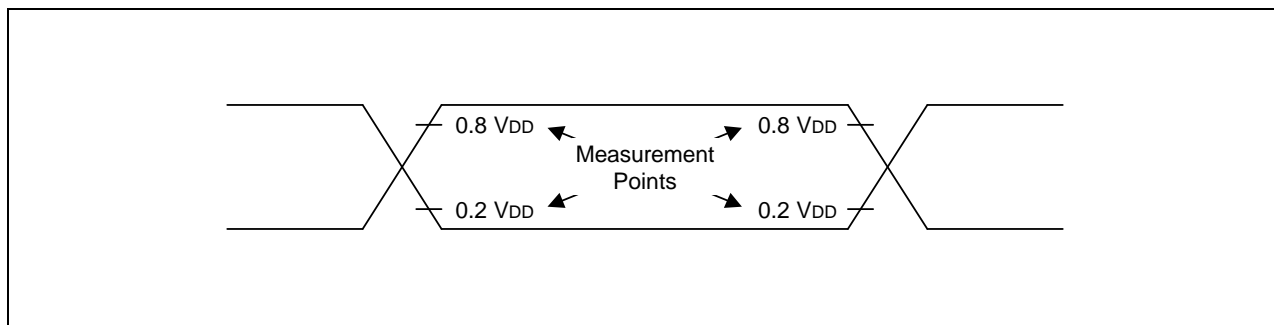 0.8 VDD
0.8 VDD
Measurement
Points
0.2 VDD
0.2 VDD